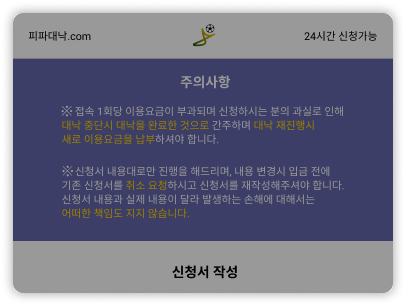 피파대낙.com
24시간 신청가능
주의사항
※ 접속 1회당 이용요금이 부과되며 신청하시는 분의 과실로 인해
대낙 중단시 대낙을 완료한 것으로 간주하며 대낙 재진행시
새로 이용요금을 납부하셔야 합니다.
※ 신청서 내용대로만 진행을 해드리며, 내용 변경시 입금 전에
기존 신청서를 취소 요청하시고 신청서를 재작성해주셔야 합니다.
신청서 내용과 실제 내용이 달라 발생하는 손해에 대해서는
어떠한 책임도 지지 않습니다.
신청서 작성